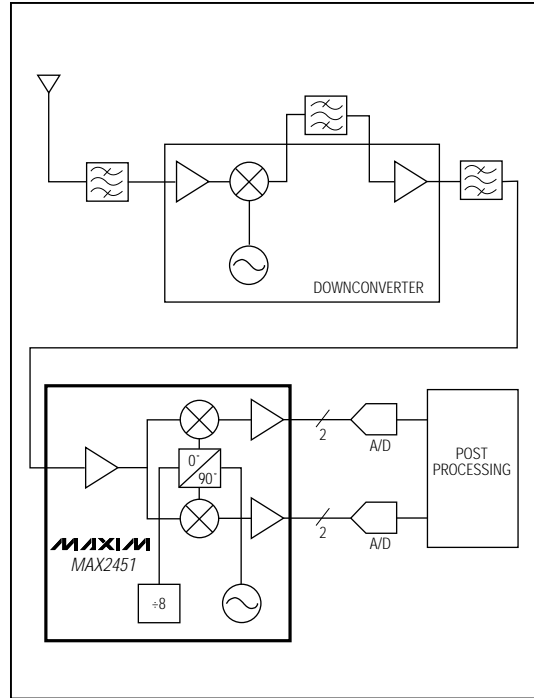 DOWNCONVERTER
0°
90°
MAXIM
MAX2451
÷8
2
A/D
2
A/D
POST
PROCESSING